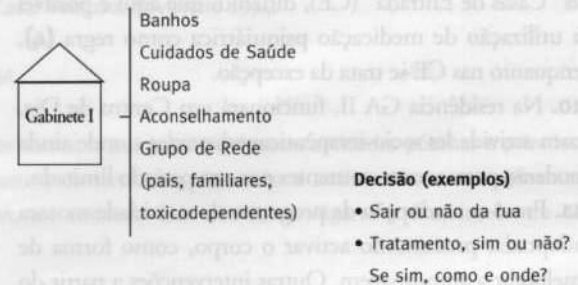 Banhos
Cuidados de Saúde
Roupa
Gabinete I
Aconselhamento
Grupo de Rede
(pais, familiares,
toxicodependentes)
Decisão (exemplos)
• Sair ou não da tua
• Tratamento, sim ou não?
Se sim, como e onde?